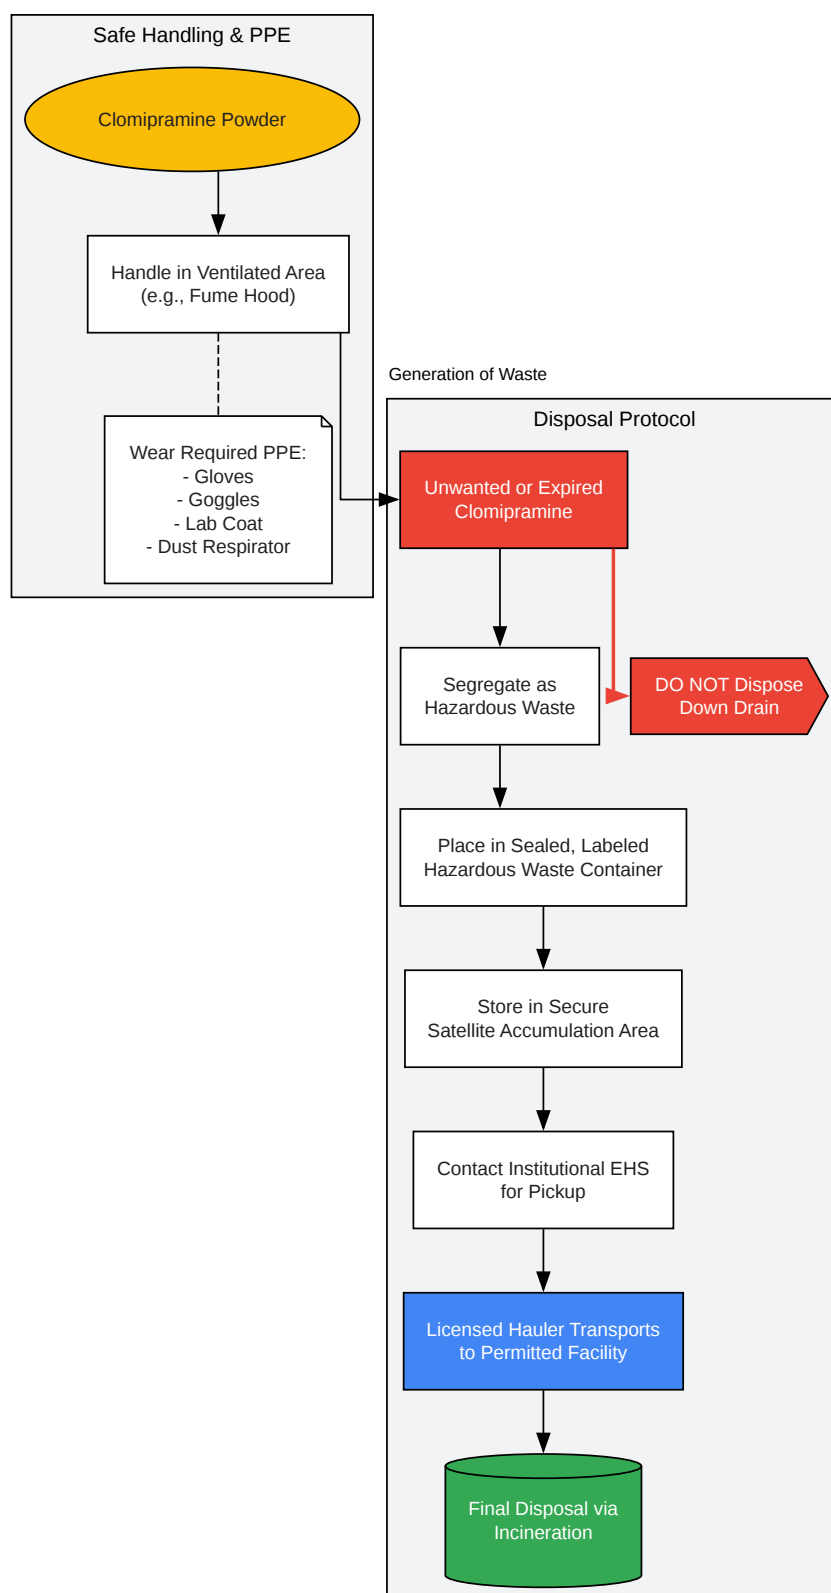 Safe Handling & PPE
Clomipramine Powder
Handle in Ventilated Area
(e.g., Fume Hood)
Wear Required PPE:
- Gloves
- Goggles
- Lab Coat
- Dust Respirator
Generation of Waste
Disposal Protocol
Unwanted or Expired
Clomipramine
Segregate as
Hazardous Waste
DO NOT Dispose
Down Drain
Place in Sealed, Labeled
Hazardous Waste Container
Store in Secure
Satellite Accumulation Area
Contact Institutional EHS
for Pickup
Licensed Hauler Transports
to Permitted Facility
Final Disposal via
Incineration